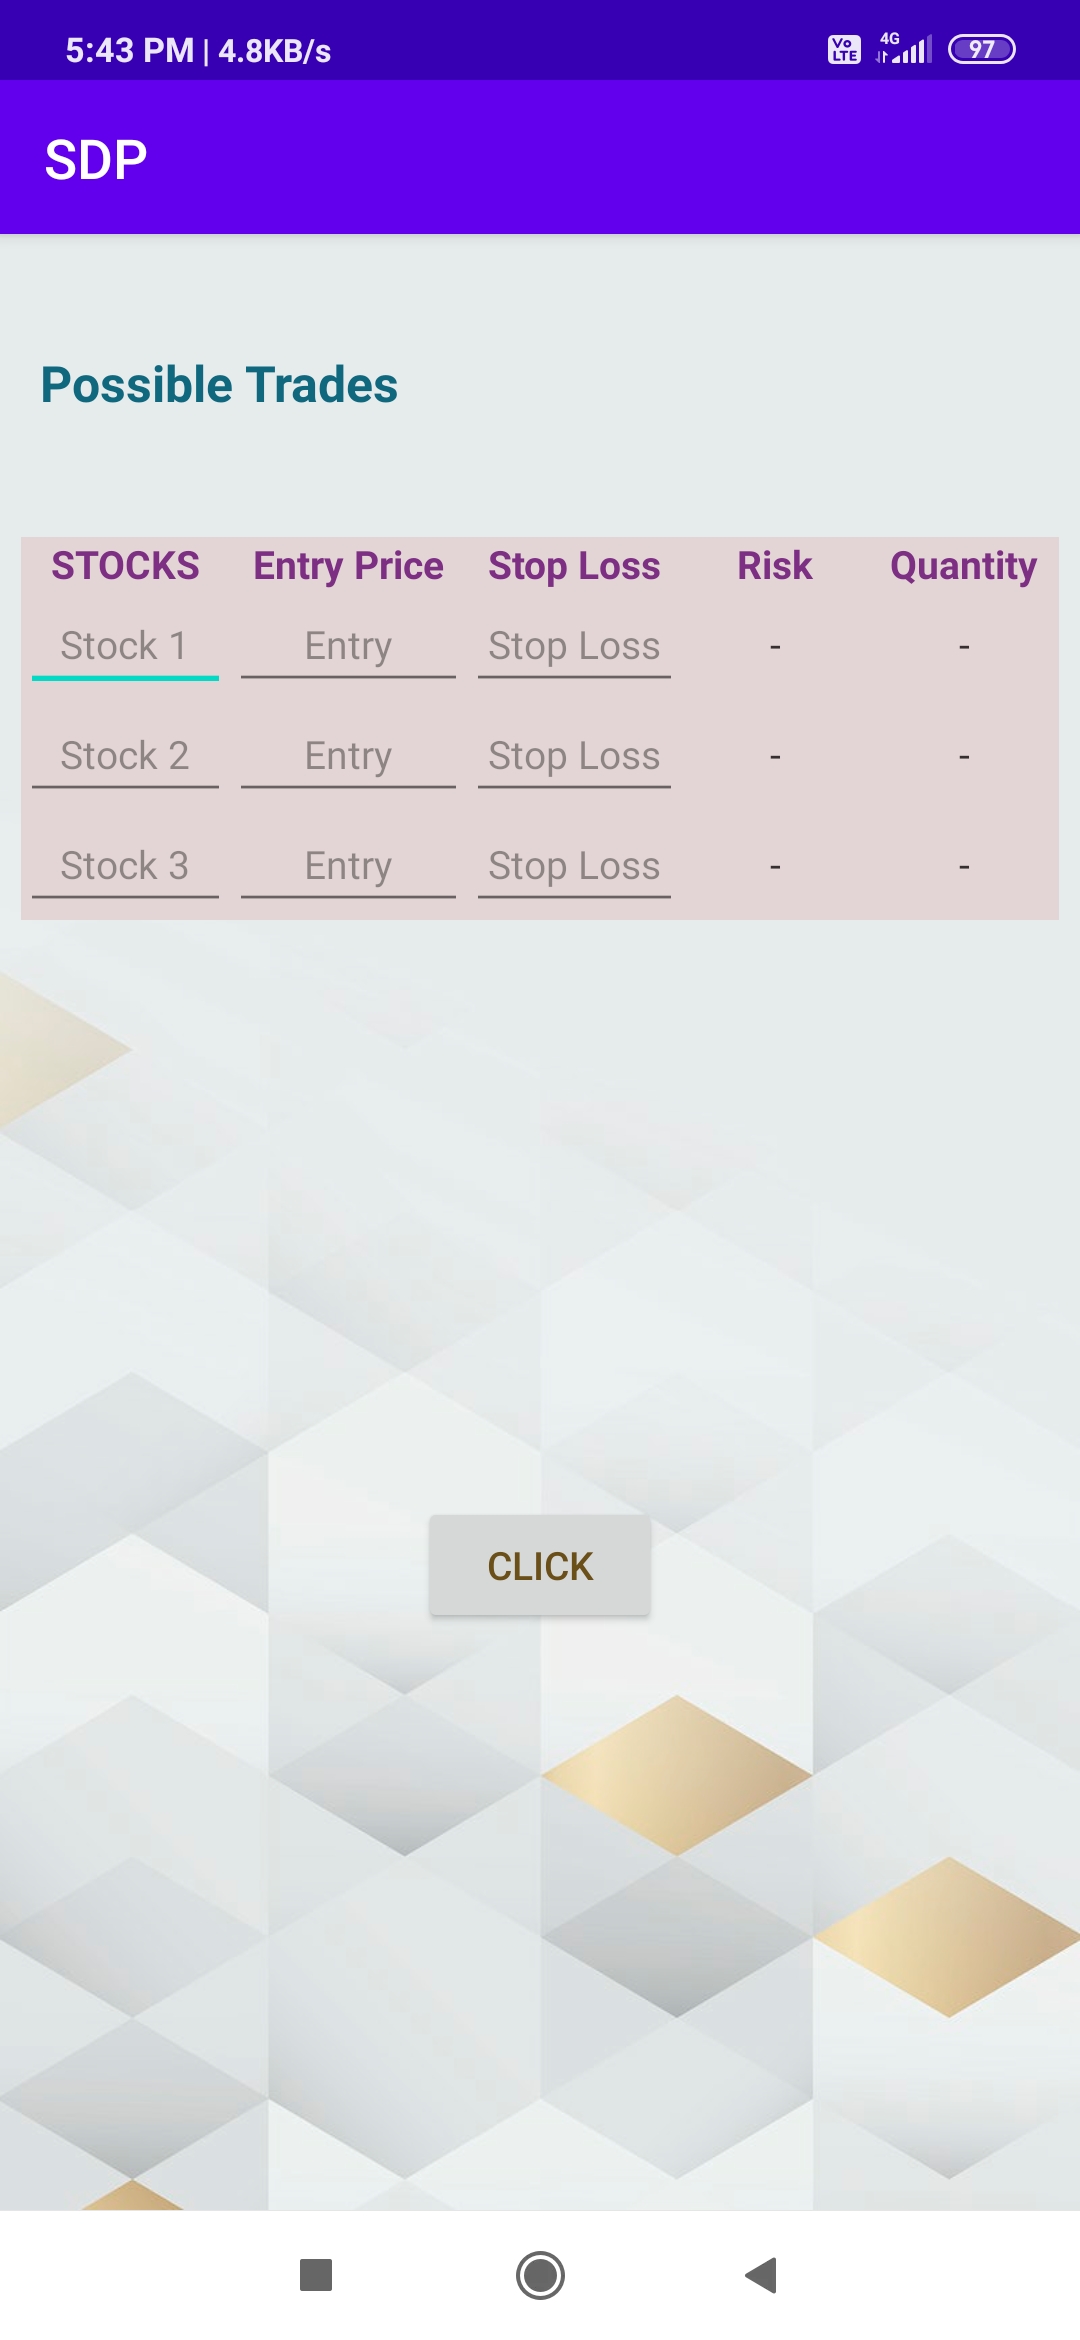 5:43 PM | 4.8KB/s Vo LTE 4G 97
SDP
Possible Trades
STOCKS Entry Price Stop Loss Risk Quantity
Stock 1 Entry Stop Loss - -
Stock 2 Entry Stop Loss - -
Stock 3 Entry Stop Loss - -
CLICK